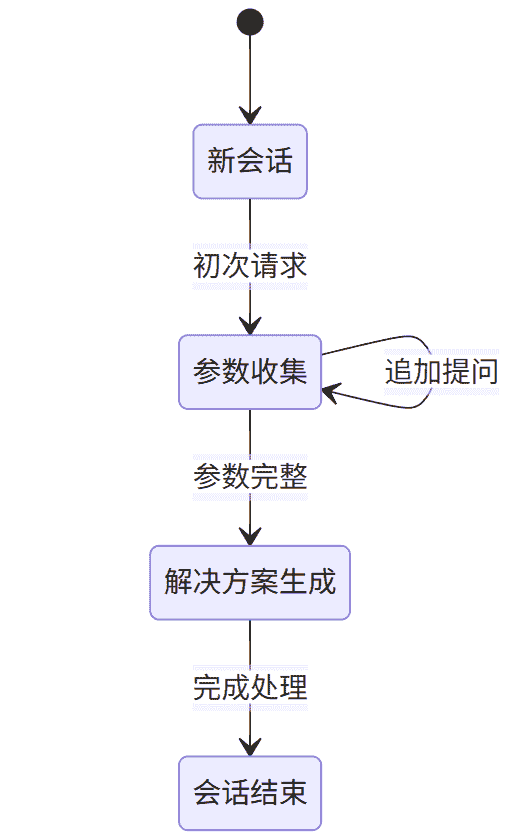 新会话
初次请求
参数收集
追加提问
参数完整
解决方案生成
完成处理
会话结束